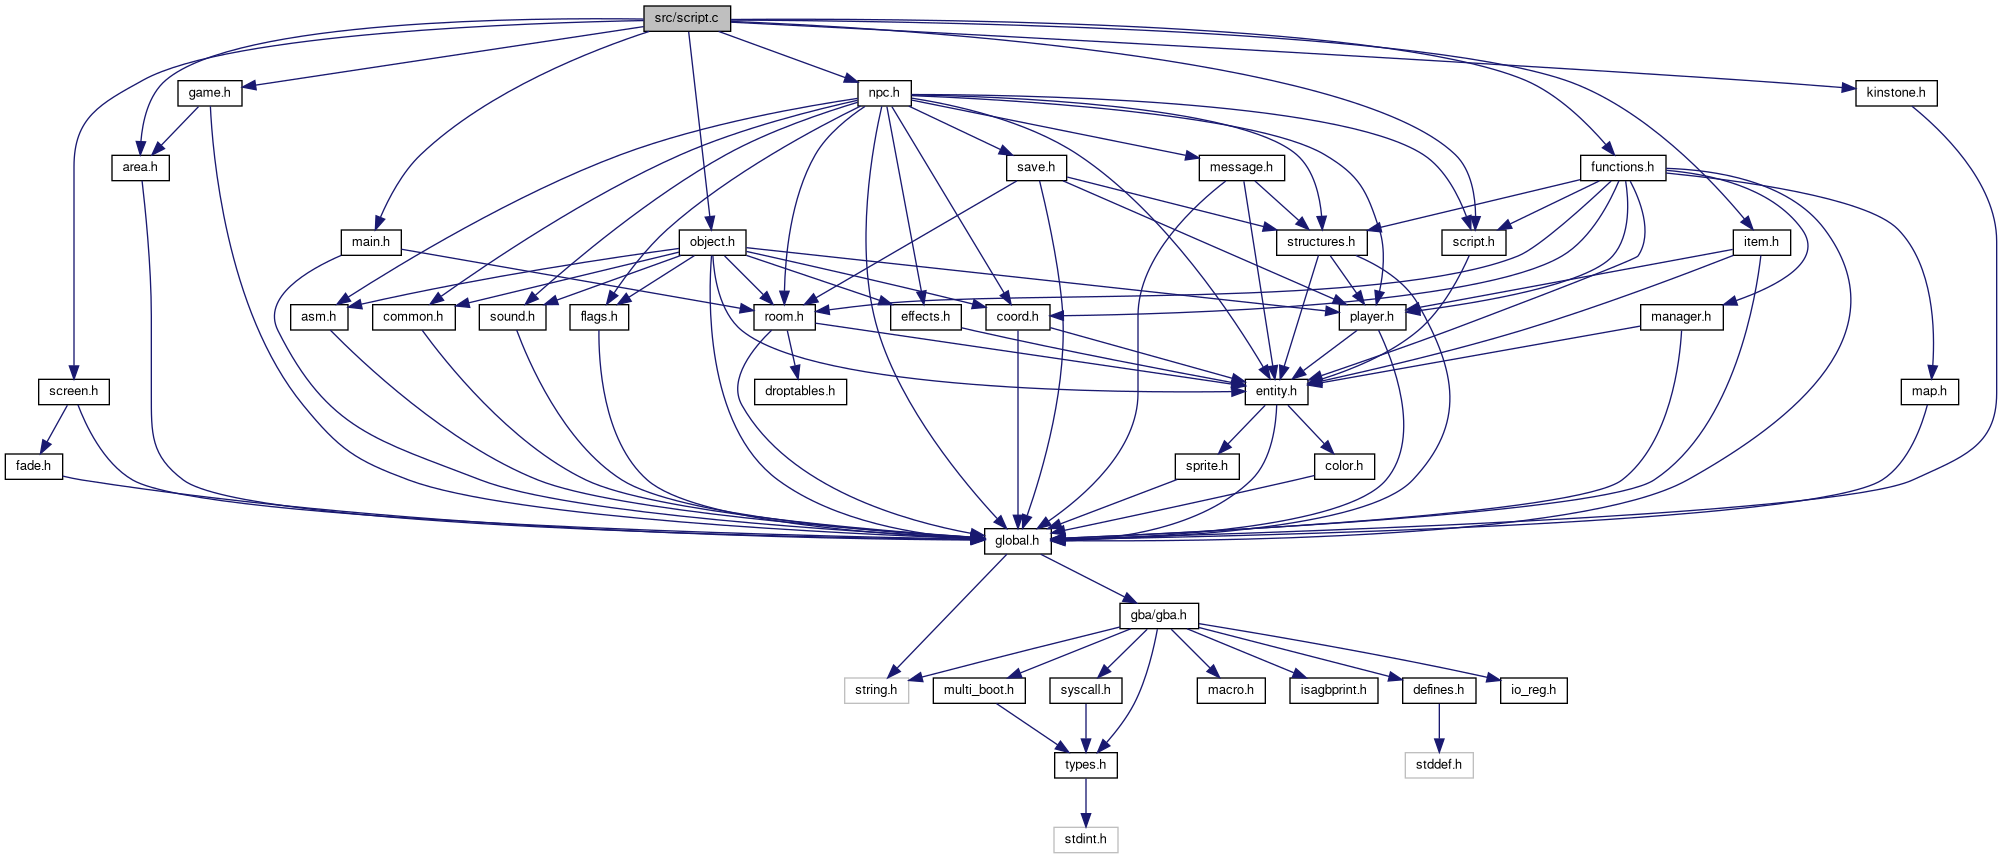 src/script.c
game.h
npc.h
kinstone.h
area.h
save.h
message.h
functions.h
main.h
object.h
structures.h
script.h
item.h
asm.h
common.h
sound.h
flags.h
room.h
effects.h
coord.h
player.h
manager.h
screen.h
droptables.h
entity.h
map.h
fade.h
sprite.h
color.h
global.h
gba/gba.h
string.h
multi_boot.h
syscall.h
macro.h
isagbprint.h
defines.h
io_reg.h
types.h
stddef.h
stdint.h